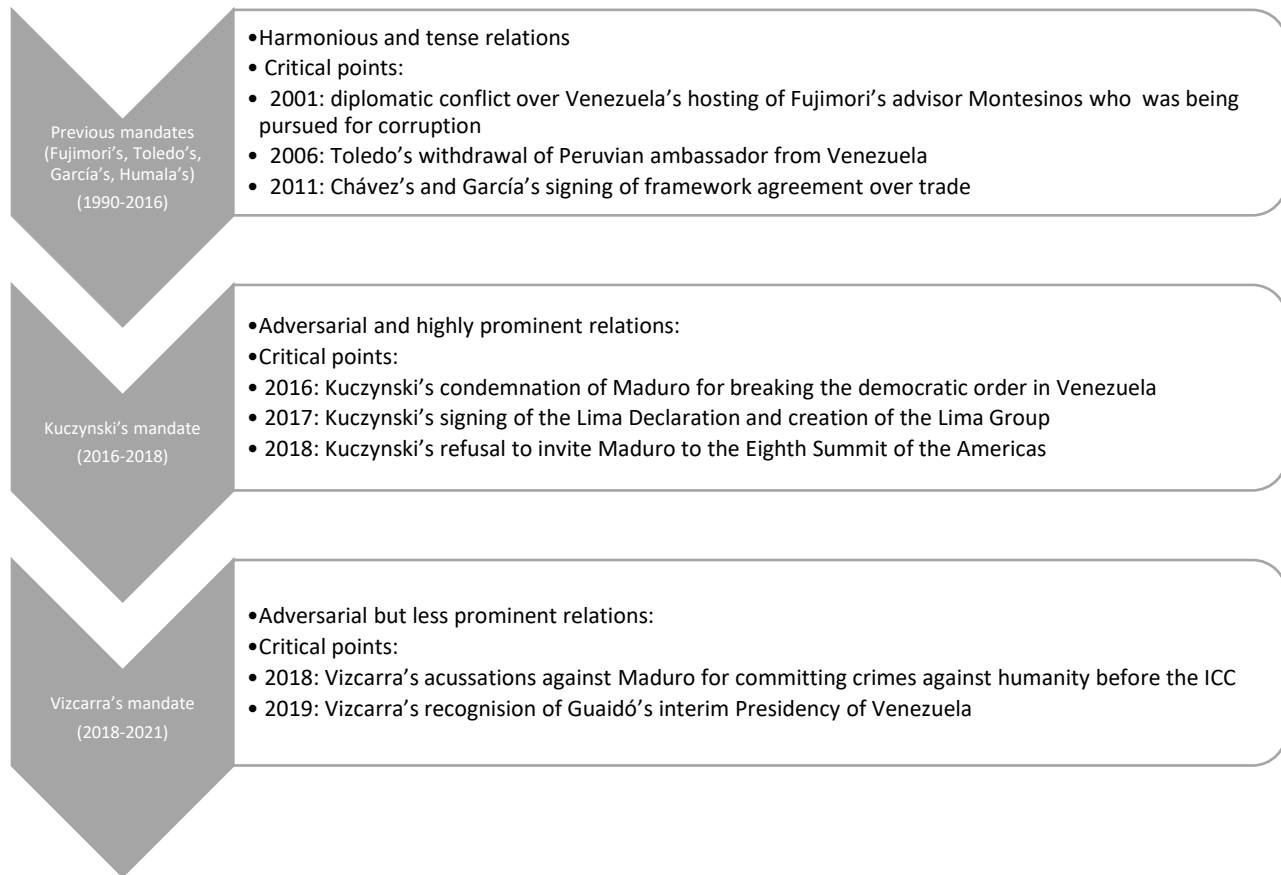 Previous mandates
(Fujimori's, Toledo's,
García's, Humala's)
(1990-2016)
•Harmonious and tense relations
• Critical points:
• 2001: diplomatic conflict over Venezuela’s hosting of Fujimori’s advisor Montesinos who was being
pursued for corruption
• 2006: Toledo’s withdrawal of Peruvian ambassador from Venezuela
• 2011: Chávez’s and García’s signing of framework agreement over trade
Kuczynski’s mandate
(2016-2018)
•Adversarial and highly prominent relations:
•Critical points:
• 2016: Kuczynski’s condemnation of Maduro for breaking the democratic order in Venezuela
• 2017: Kuczynski’s signing of the Lima Declaration and creation of the Lima Group
• 2018: Kuczynski’s refusal to invite Maduro to the Eighth Summit of the Americas
Vizcarra’s mandate
(2018-2021)
•Adversarial but less prominent relations:
•Critical points:
• 2018: Vizcarra’s acussations against Maduro for committing crimes against humanity before the ICC
• 2019: Vizcarra’s recognision of Guaidó’s interim Presidency of Venezuela